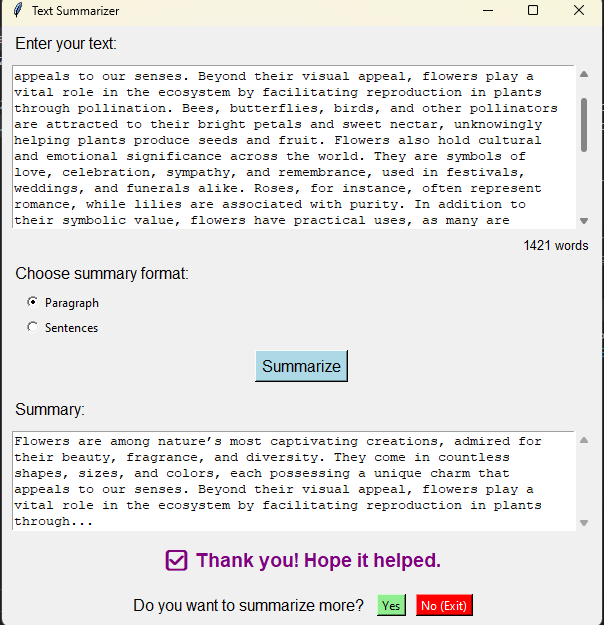 Text Summarizer
Enter your text:
appeals to our senses. Beyond their visual appeal, flowers play a
vital role in the ecosystem by facilitating reproduction in plants
through pollination. Bees, butterflies, birds, and other pollinators
are attracted to their bright petals and sweet nectar, unknowingly
helping plants produce seeds and fruit. Flowers also hold cultural
and emotional significance across the world. They are symbols of
love, celebration, sympathy, and remembrance, used in festivals,
weddings, and funerals alike. Roses, for instance, often represent
romance, while lilies are associated with purity. In addition to
their symbolic value, flowers have practical uses, as many are
1421 words
Choose summary format:
Paragraph
Sentences
Summarize
Summary:
Flowers are among nature’s most captivating creations, admired for
their beauty, fragrance, and diversity. They come in countless
shapes, sizes, and colors, each possessing a unique charm that
appeals to our senses. Beyond their visual appeal, flowers play a
vital role in the ecosystem by facilitating reproduction in plants
through...
Thank you! Hope it helped.
Do you want to summarize more? Yes No (Exit)